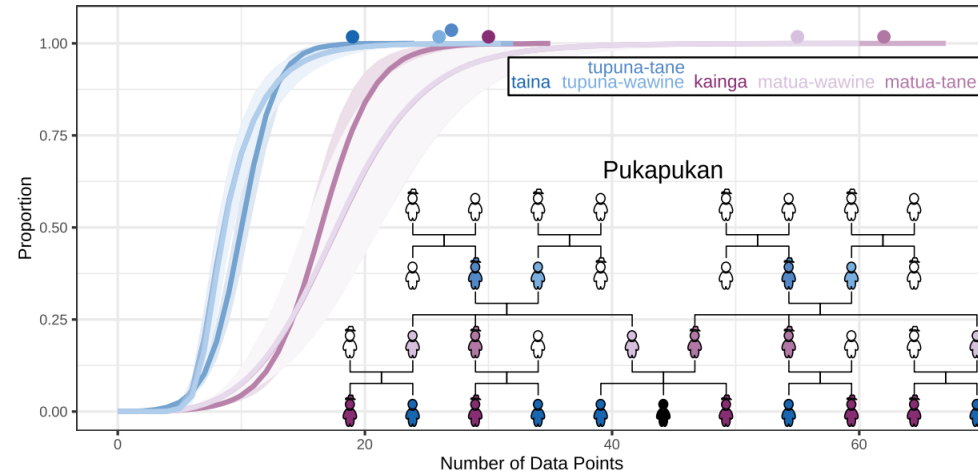 1.00
0.75
0.50
0.25
0.00
Proportion
tupuna-tane
taina tupuna-wawine kainga matua-wawine matua-tane
Pukapukan
0 20 40 60
Number of Data Points